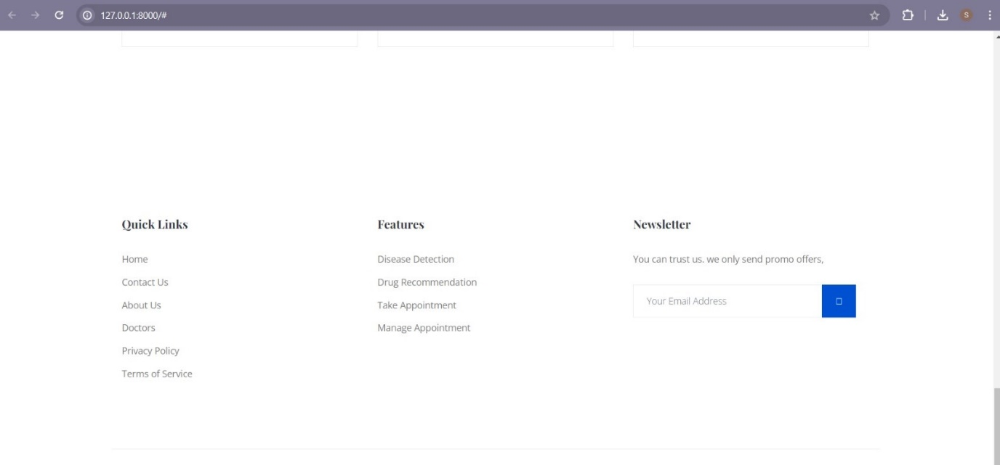 127.0.0.1:8000/#
S
Quick Links
Home
Contact Us
About Us
Doctors
Privacy Policy
Terms of Service
Features
Disease Detection
Drug Recommendation
Take Appointment
Manage Appointment
Newsletter
You can trust us. we only send promo offers,
Your Email Address